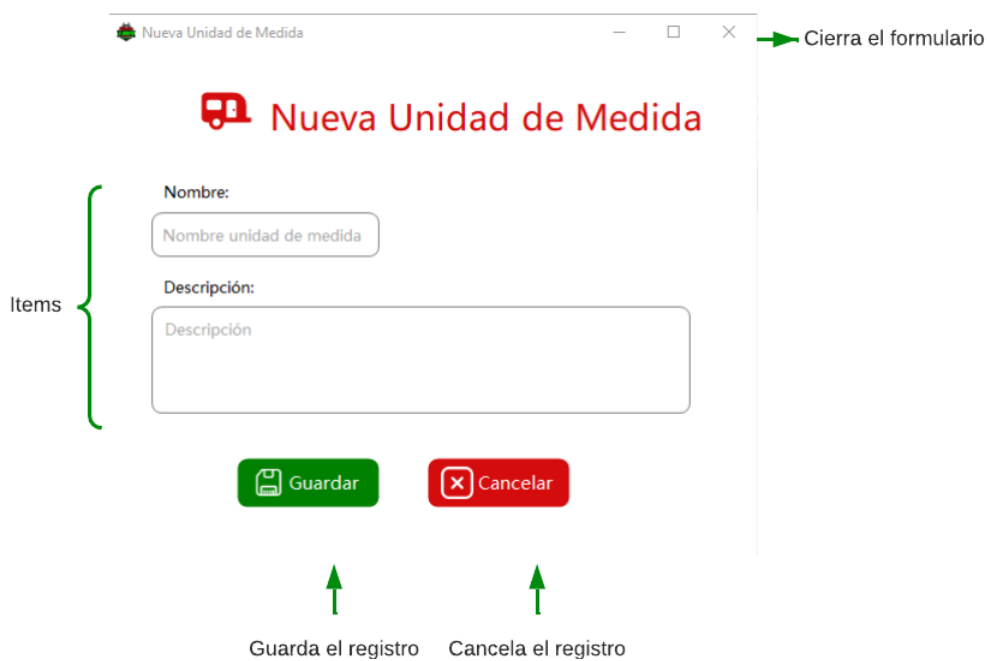 Nueva Unidad de Medida
Cierra el formulario
Nueva Unidad de Medida
Nombre:
Nombre unidad de medida
Descripción:
Items
Descripción
Guardar
Cancelar
Guarda el registro
Cancela el registro